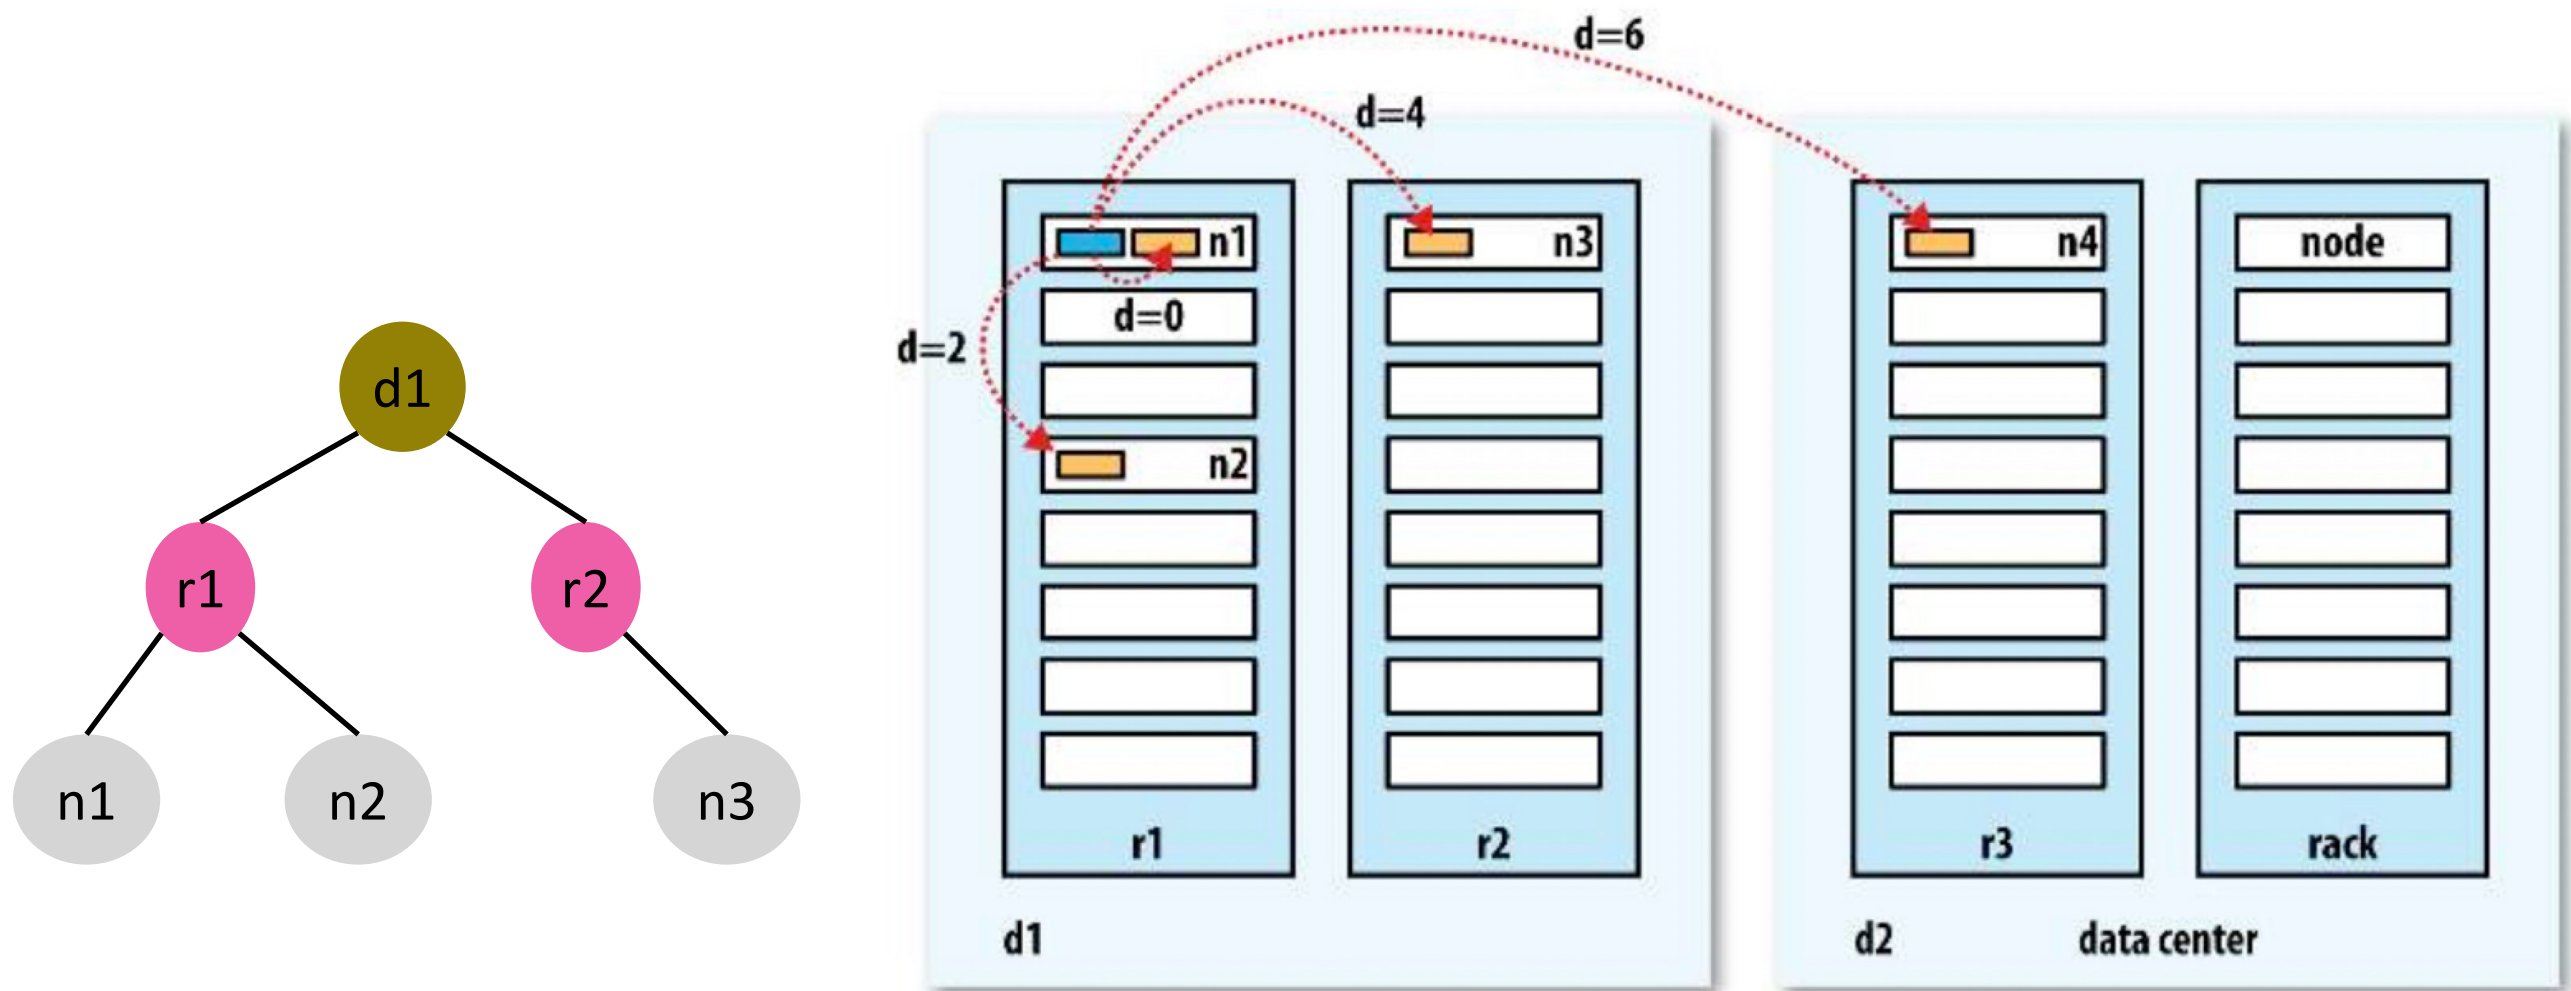 d1
r1
r2
n1
n2
n3
d=6
d=4
n1
n3
n4
node
d=0
d=2
n2
r1
r2
r3
rack
d1
d2
data center